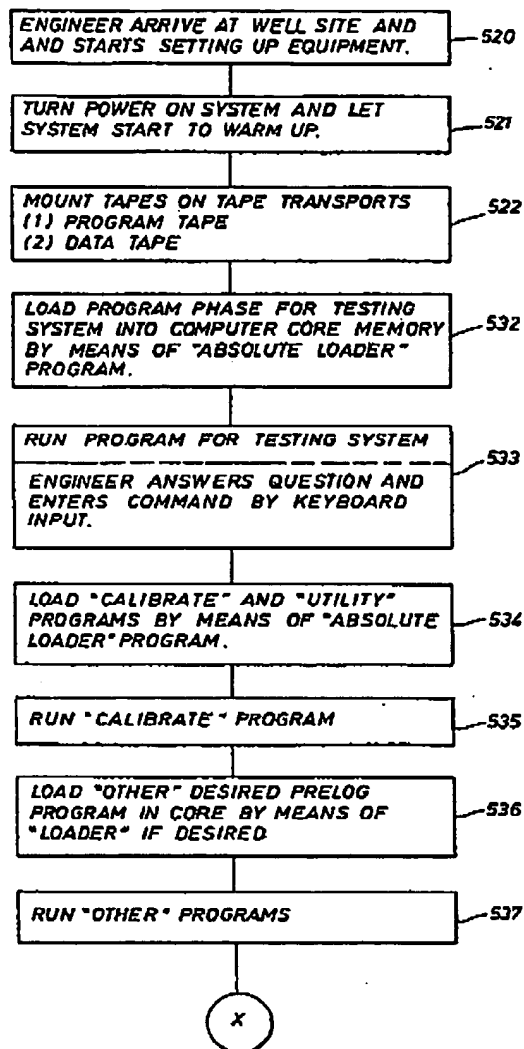 ENGINEER ARRIVE AT WELL SITE AND
AND STARTS SETTING UP EQUIPMENT.
520
TURN POWER ON SYSTEM AND LET
SYSTEM START TO WARM UP.
521
MOUNT TAPES ON TAPE TRANSPORTS
(1) PROGRAM TAPE
(2) DATA TAPE
522
LOAD PROGRAM PHASE FOR TESTING
SYSTEM INTO COMPUTER CORE MEMORY
BY MEANS OF "ABSOLUTE LOADER"
PROGRAM.
532
RUN PROGRAM FOR TESTING SYSTEM
ENGINEER ANSWERS QUESTION AND
ENTERS COMMAND BY KEYBOARD
INPUT.
533
LOAD "CALIBRATE" AND "UTILITY"
PROGRAMS BY MEANS OF "ABSOLUTE
LOADER" PROGRAM.
534
RUN "CALIBRATE" PROGRAM
535
LOAD "OTHER" DESIRED PRELOG
PROGRAM IN CORE BY MEANS OF
"LOADER" IF DESIRED
536
RUN "OTHER" PROGRAMS
537
X